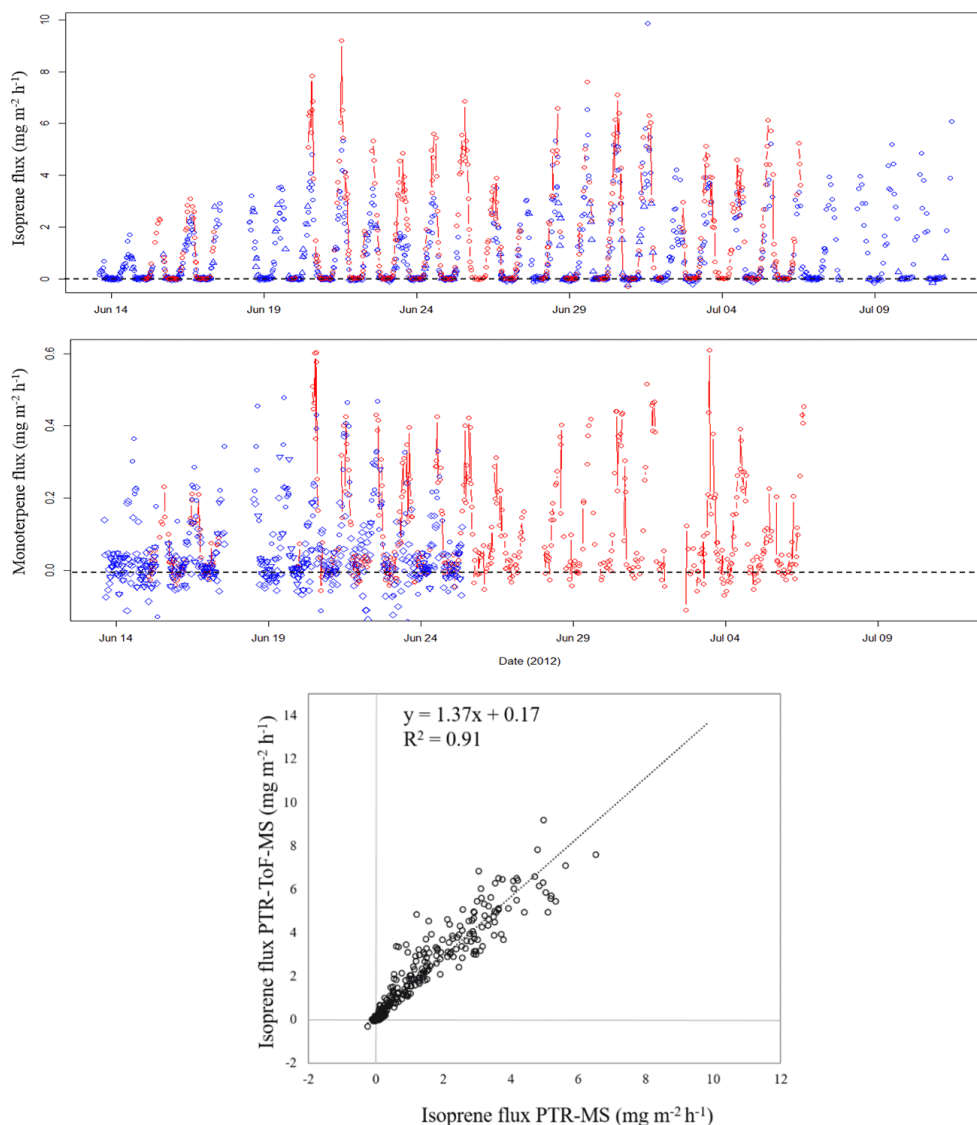 Isoprene flux (mg m⁻² h⁻¹)
10
8
6
4
2
0
Jun 14 Jun 19 Jun 24 Jun 29 Jul 04 Jul 09
Monoterpene flux (mg m⁻² h⁻¹)
0.6
0.4
0.2
0.0
Jun 14 Jun 19 Jun 24 Jun 29 Jul 04 Jul 09
Date (2012)
y = 1.37x + 0.17
R² = 0.91
Isoprene flux PTR-ToF-MS (mg m⁻² h⁻¹)
14
12
10
8
6
4
2
0
-2
-2 0 2 4 6 8 10 12
Isoprene flux PTR-MS (mg m⁻² h⁻¹)